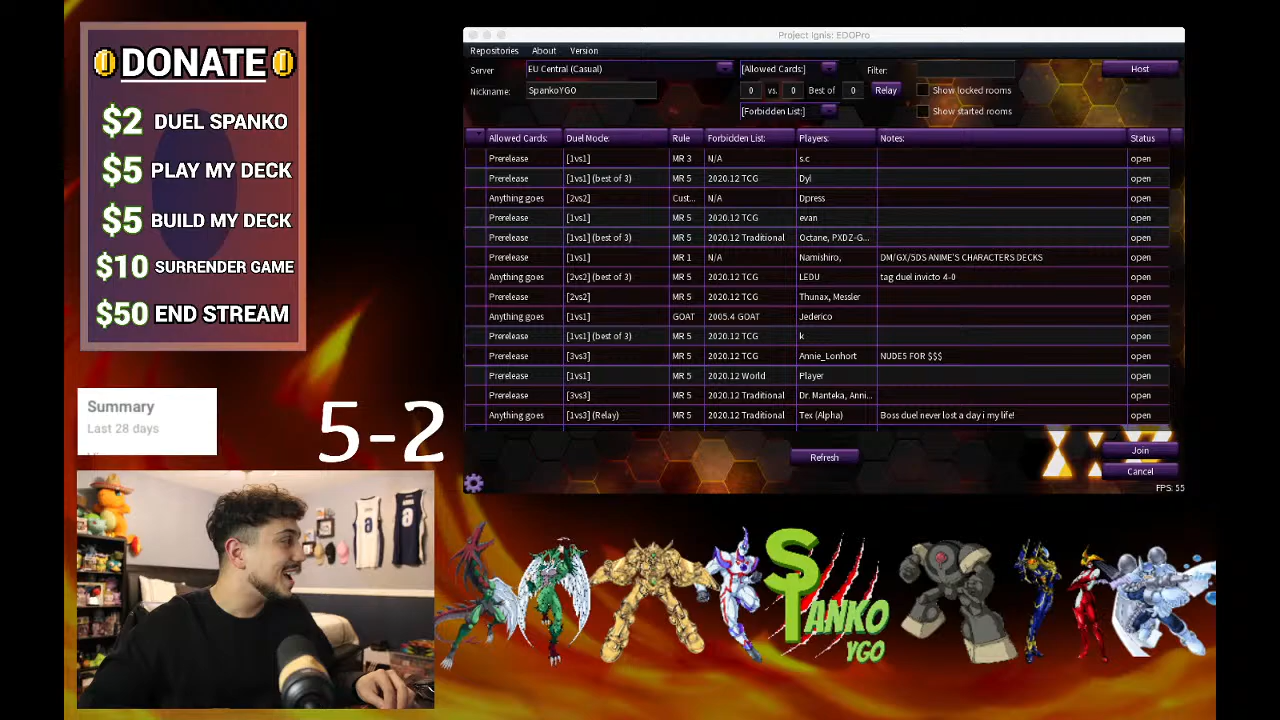 DONATE
$2 DUEL SPANKO
$5 PLAY MY DECK
$5 BUILD MY DECK
$10 SURRENDER GAME
$50 END STREAM
Summary
Last 28 days
5-2
Project Ignis: EDOPro
Repositories About Version
Server EU Central (Casual) [Allowed Cards:] Filter: Host
Nickname: SpankoYGO 0 vs. 0 Best of 0 Relay Show locked rooms
[Forbidden List:] Show started rooms
Allowed Cards: Duel Mode: Rule Forbidden List: Players: Notes: Status
Prerelease [1vs1] MR 3 N/A s.c open
Prerelease [1vs1] (best of 3) MR 5 2020.12 TCG Dyl open
Anything goes [2vs2] Cust... N/A Dpress open
Prerelease [1vs1] MR 5 2020.12 TCG evan open
Prerelease [1vs1] (best of 3) MR 5 2020.12 Traditional Octane, PXDZ-G... open
Prerelease [1vs1] MR 1 N/A Namishiro, DM/GX/5DS ANIME'S CHARACTERS DECKS open
Anything goes [2vs2] (best of 3) MR 5 2020.12 TCG LEDU tag duel invicto 4-0 open
Prerelease [2vs2] MR 5 2020.12 TCG Thunax, Messler open
Anything goes [1vs1] GOAT 2005.4 GOAT Jederico open
Prerelease [1vs1] (best of 3) MR 5 2020.12 TCG k open
Prerelease [3vs3] MR 5 2020.12 TCG Annie_Lonhort NUDES FOR $$$ open
Prerelease [1vs1] MR 5 2020.12 World Player open
Prerelease [3vs3] MR 5 2020.12 Traditional Dr. Manteka, Anni... open
Anything goes [1vs3] (Relay) MR 5 2020.12 Traditional Tex (Alpha) Boss duel never lost a day i my life! open
Refresh
Join
Cancel
FPS: 55
SPANKO
YGO